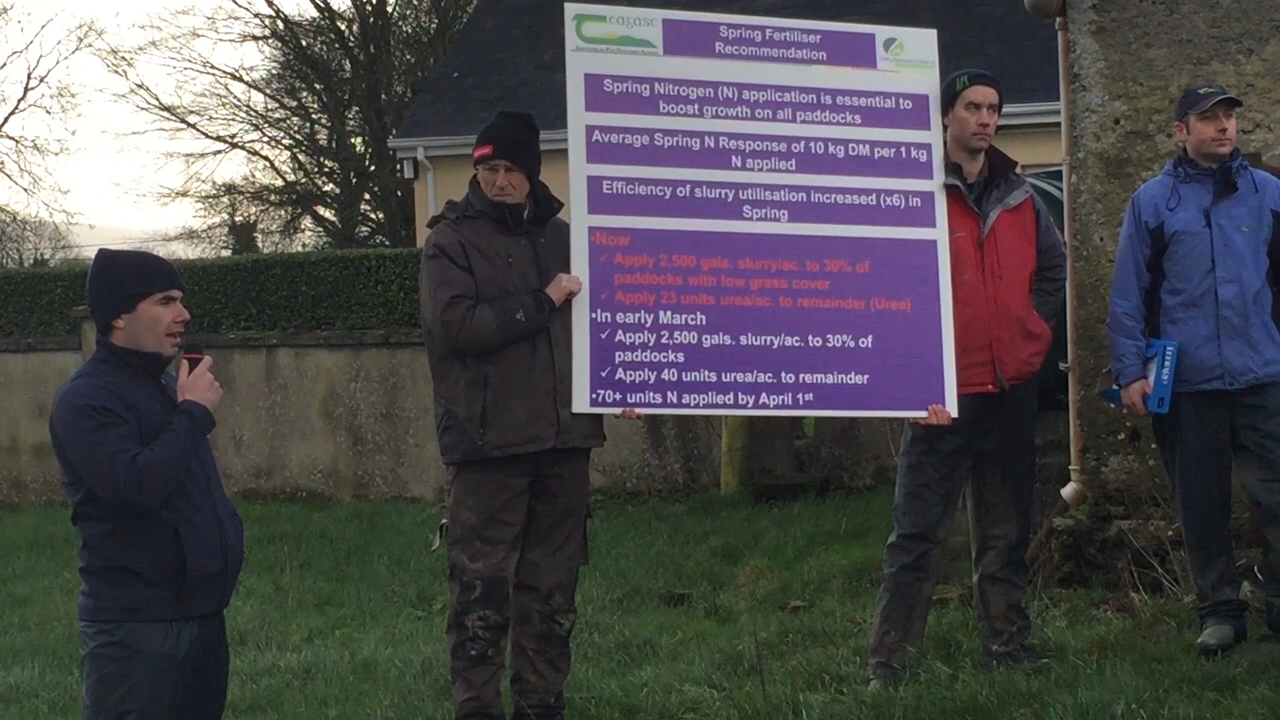 eagasc
Spring Fertiliser
Recommendation
Spring Nitrogen (N) application is essential to
boost growth on all paddocks
Average Spring N Response of 10 kg DM per 1 kg
N applied
Efficiency of slurry utilisation increased (x6) in
Spring
•Now
✓ Apply 2,500 gals. slurry/ac. to 30% of
paddocks with low grass cover
✓ Apply 23 units urea/ac. to remainder (Urea)
•In early March
✓ Apply 2,500 gals. slurry/ac. to 30% of
paddocks
✓ Apply 40 units urea/ac. to remainder
•70+ units N applied by April 1st